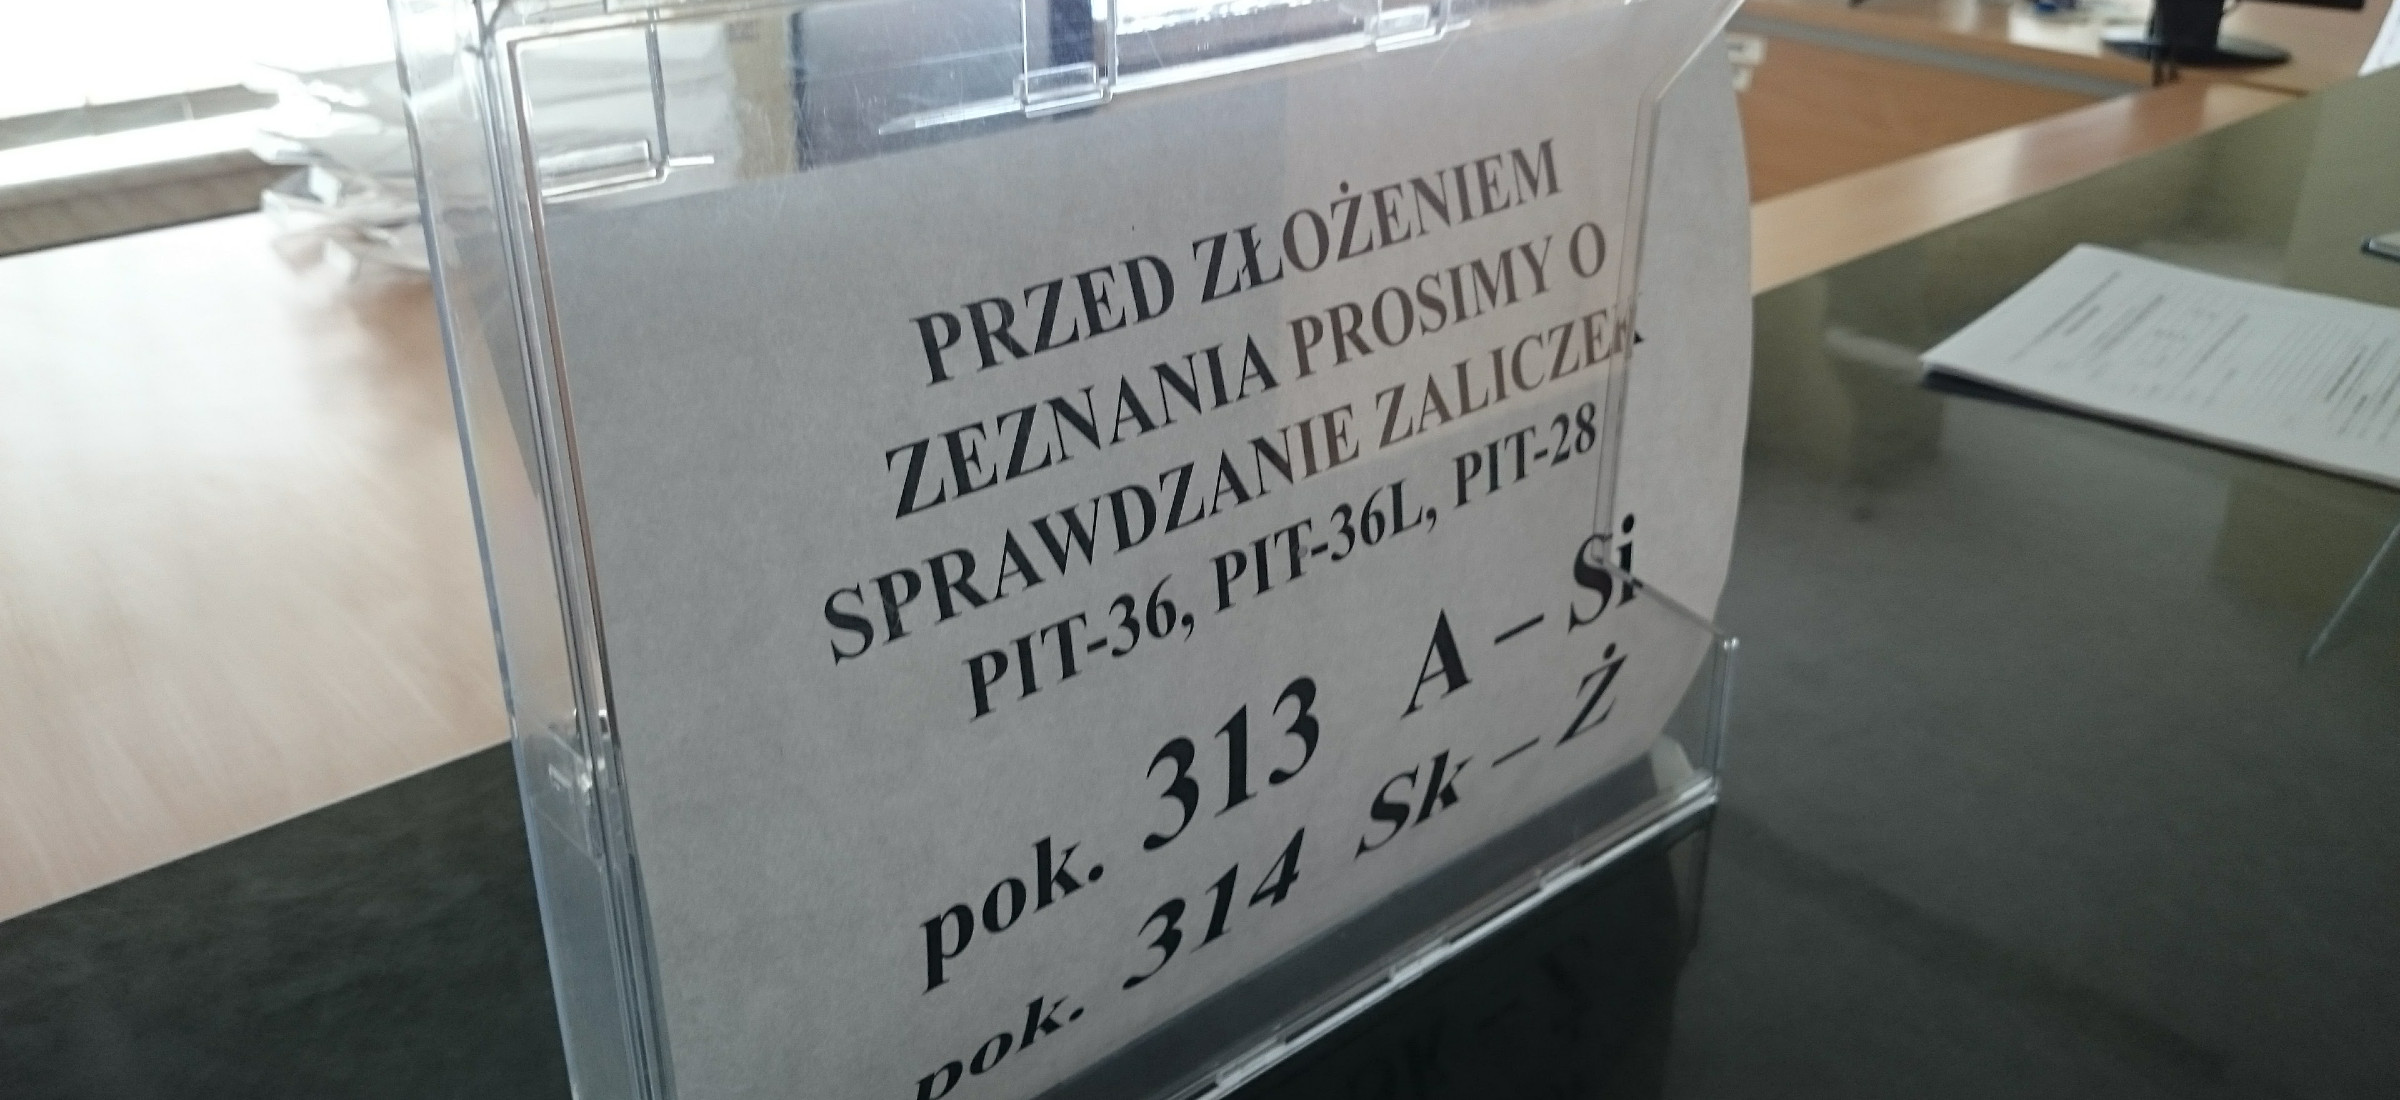 PRZED ZŁOŻENIEM
ZEZNANIA PROSIMY O
SPRAWDZANIE ZALICZEK
PIT-36, PIT-36L, PIT-28
pok. 313 A – Si
pok. 314 Sk – Ż